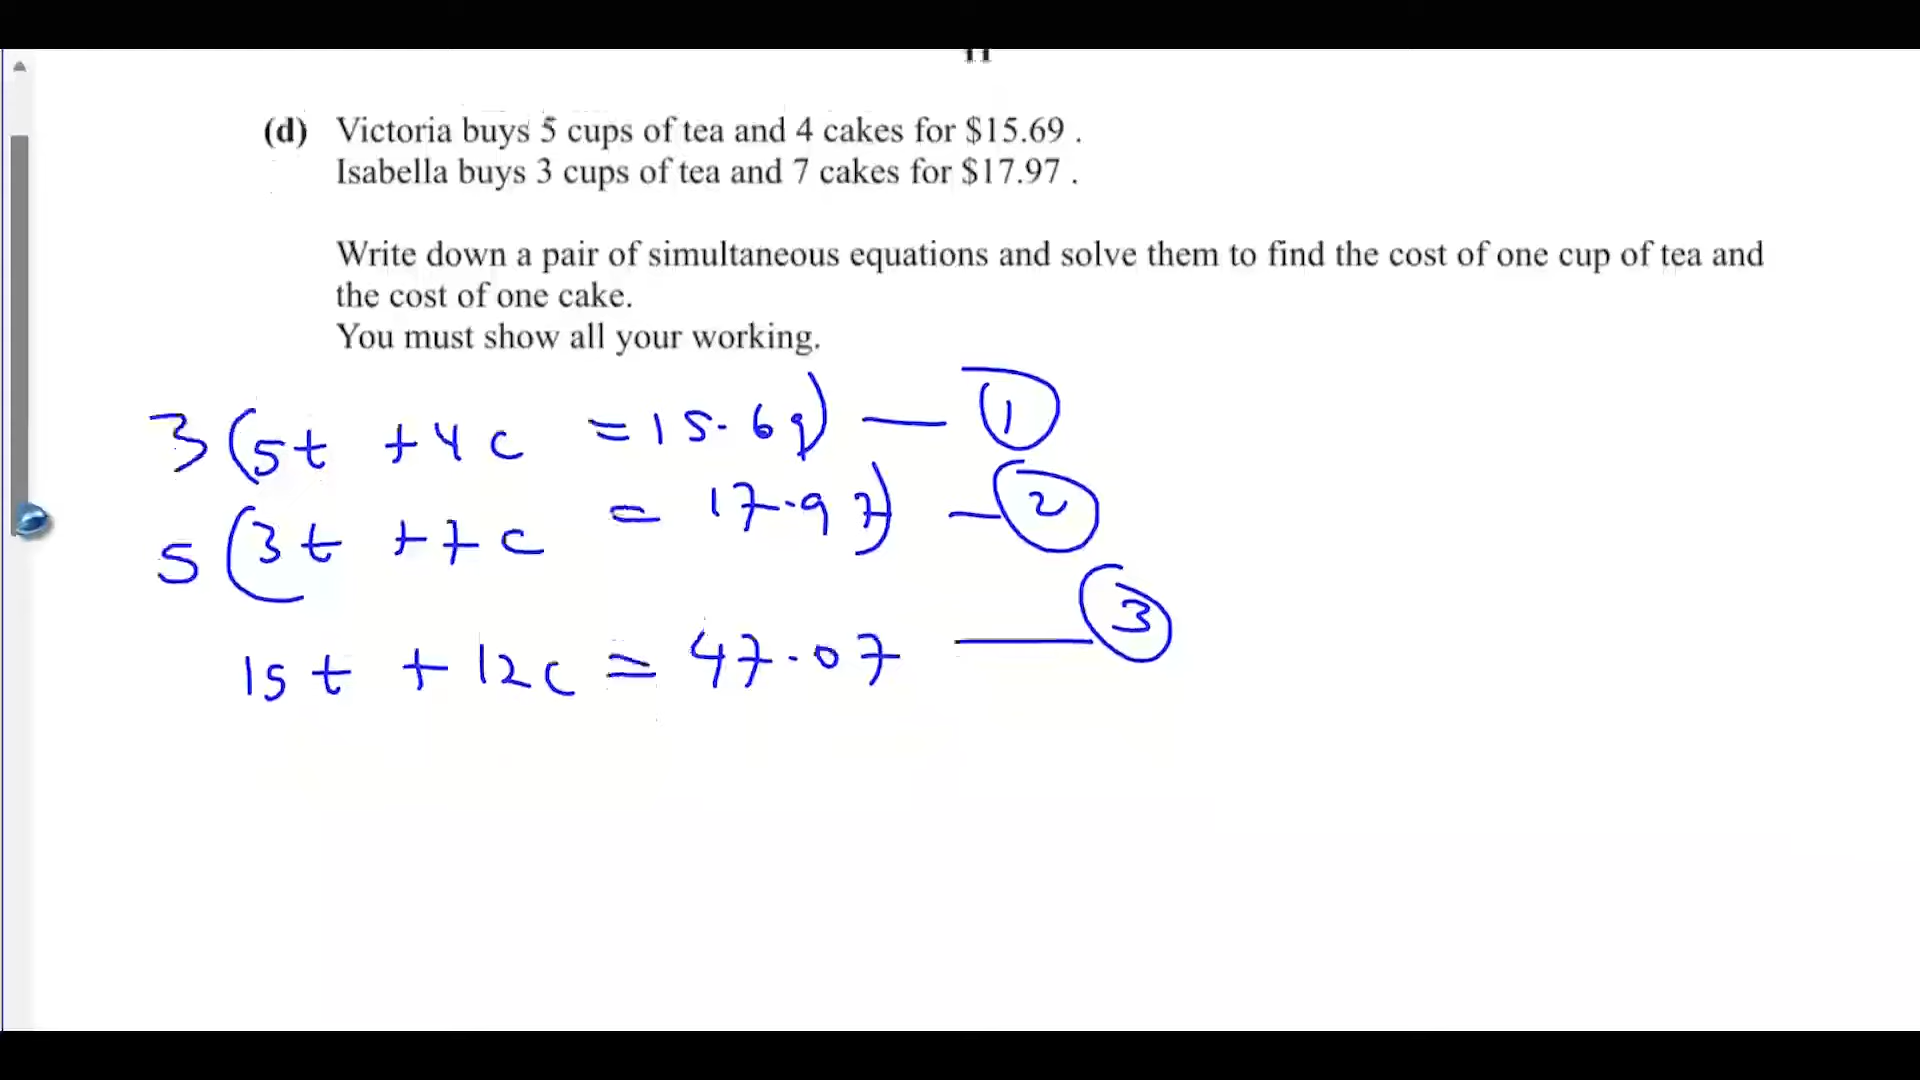 11
(d) Victoria buys 5 cups of tea and 4 cakes for $15.69 .
Isabella buys 3 cups of tea and 7 cakes for $17.97 .
Write down a pair of simultaneous equations and solve them to find the cost of one cup of tea and
the cost of one cake.
You must show all your working.
3 (5t + 4c = 15.69) — ①
5 (3t + 7c = 17.97) — ②
15t + 12c = 47.07 — ③